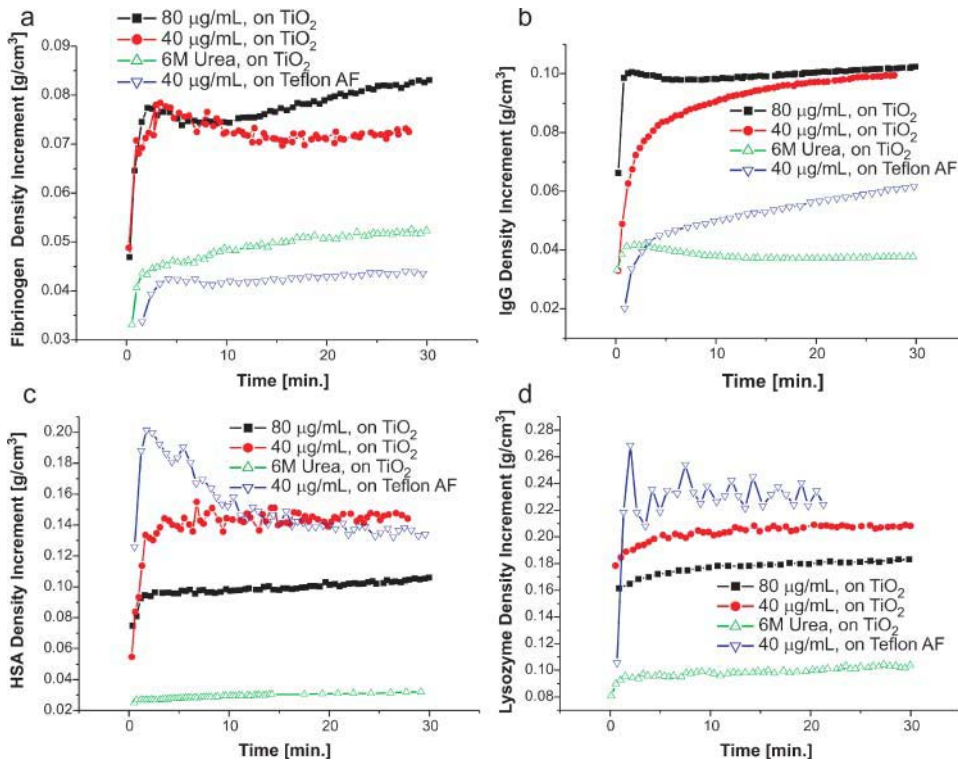 a
80 μg/mL, on TiO₂
40 μg/mL, on TiO₂
6M Urea, on TiO₂
40 μg/mL, on Teflon AF
Fibrinogen Density Increment [g/cm³]
0.09
0.08
0.07
0.06
0.05
0.04
0.03
0 10 20 30
Time [min.]
b
80 μg/mL, on TiO₂
40 μg/mL, on TiO₂
6M Urea, on TiO₂
40 μg/mL, on Teflon AF
IgG Density Increment [g/cm³]
0.10
0.08
0.06
0.04
0.02
0 10 20 30
Time [min.]
c
80 μg/mL, on TiO₂
40 μg/mL, on TiO₂
6M Urea, on TiO₂
40 μg/mL, on Teflon AF
HSA Density Increment [g/cm³]
0.20
0.18
0.16
0.14
0.12
0.10
0.08
0.06
0.04
0.02
0 10 20 30
Time [min.]
d
80 μg/mL, on TiO₂
40 μg/mL, on TiO₂
6M Urea, on TiO₂
40 μg/mL, on Teflon AF
Lysozyme Density Increment [g/cm³]
0.28
0.26
0.24
0.22
0.20
0.18
0.16
0.14
0.12
0.10
0.08
0 10 20 30
Time [min.]